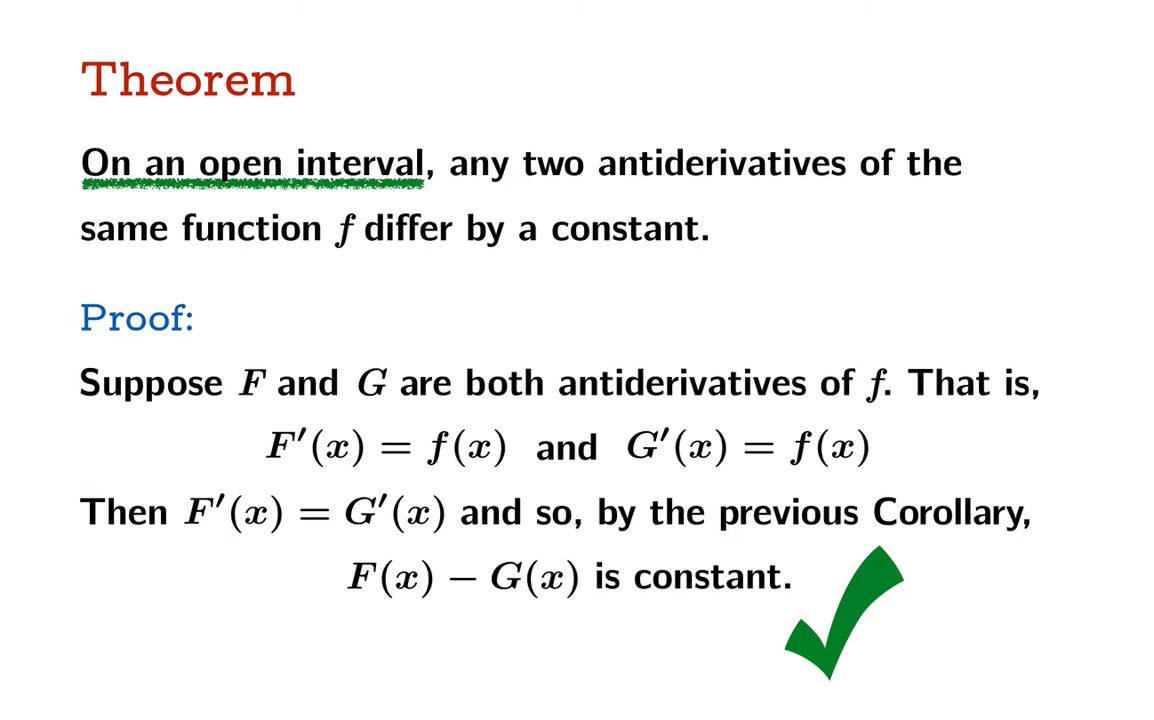 Theorem
On an open interval, any two antiderivatives of the
same function f differ by a constant.
Proof:
Suppose F and G are both antiderivatives of f. That is,
F′(x) = f(x) and G′(x) = f(x)
Then F′(x) = G′(x) and so, by the previous Corollary,
F(x) − G(x) is constant.